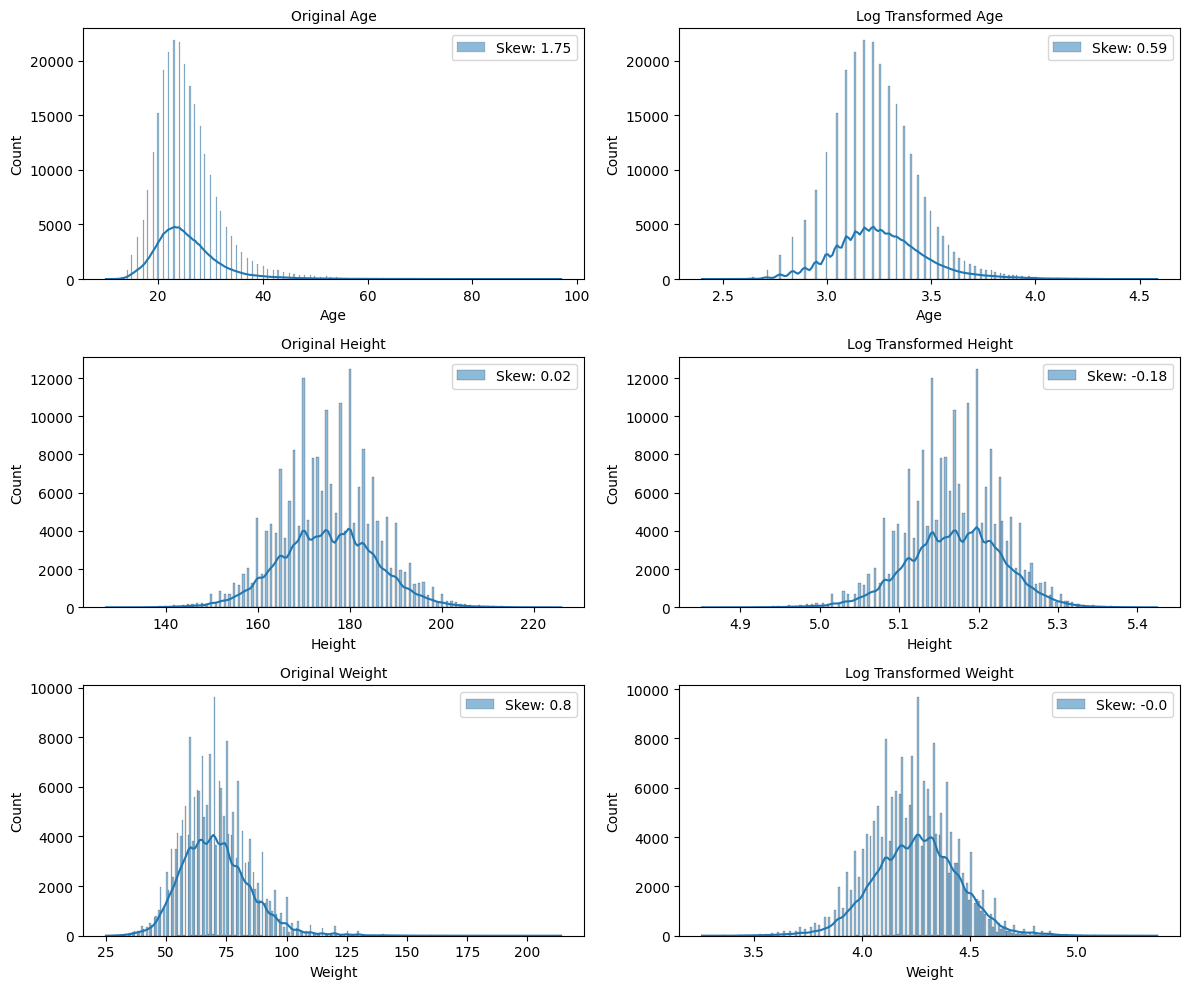 Original Age
Log Transformed Age
Skew: 1.75
Skew: 0.59
Count
20000
15000
10000
5000
0
20
40
60
80
100
Age
Count
20000
15000
10000
5000
0
2.5
3.0
3.5
4.0
4.5
Age
Original Height
Log Transformed Height
Skew: 0.02
Skew: -0.18
Count
12000
10000
8000
6000
4000
2000
0
140
160
180
200
220
Height
Count
12000
10000
8000
6000
4000
2000
0
4.9
5.0
5.1
5.2
5.3
5.4
Height
Original Weight
Log Transformed Weight
Skew: 0.8
Skew: -0.0
Count
10000
8000
6000
4000
2000
0
25
50
75
100
125
150
175
200
Weight
Count
10000
8000
6000
4000
2000
0
3.5
4.0
4.5
5.0
Weight